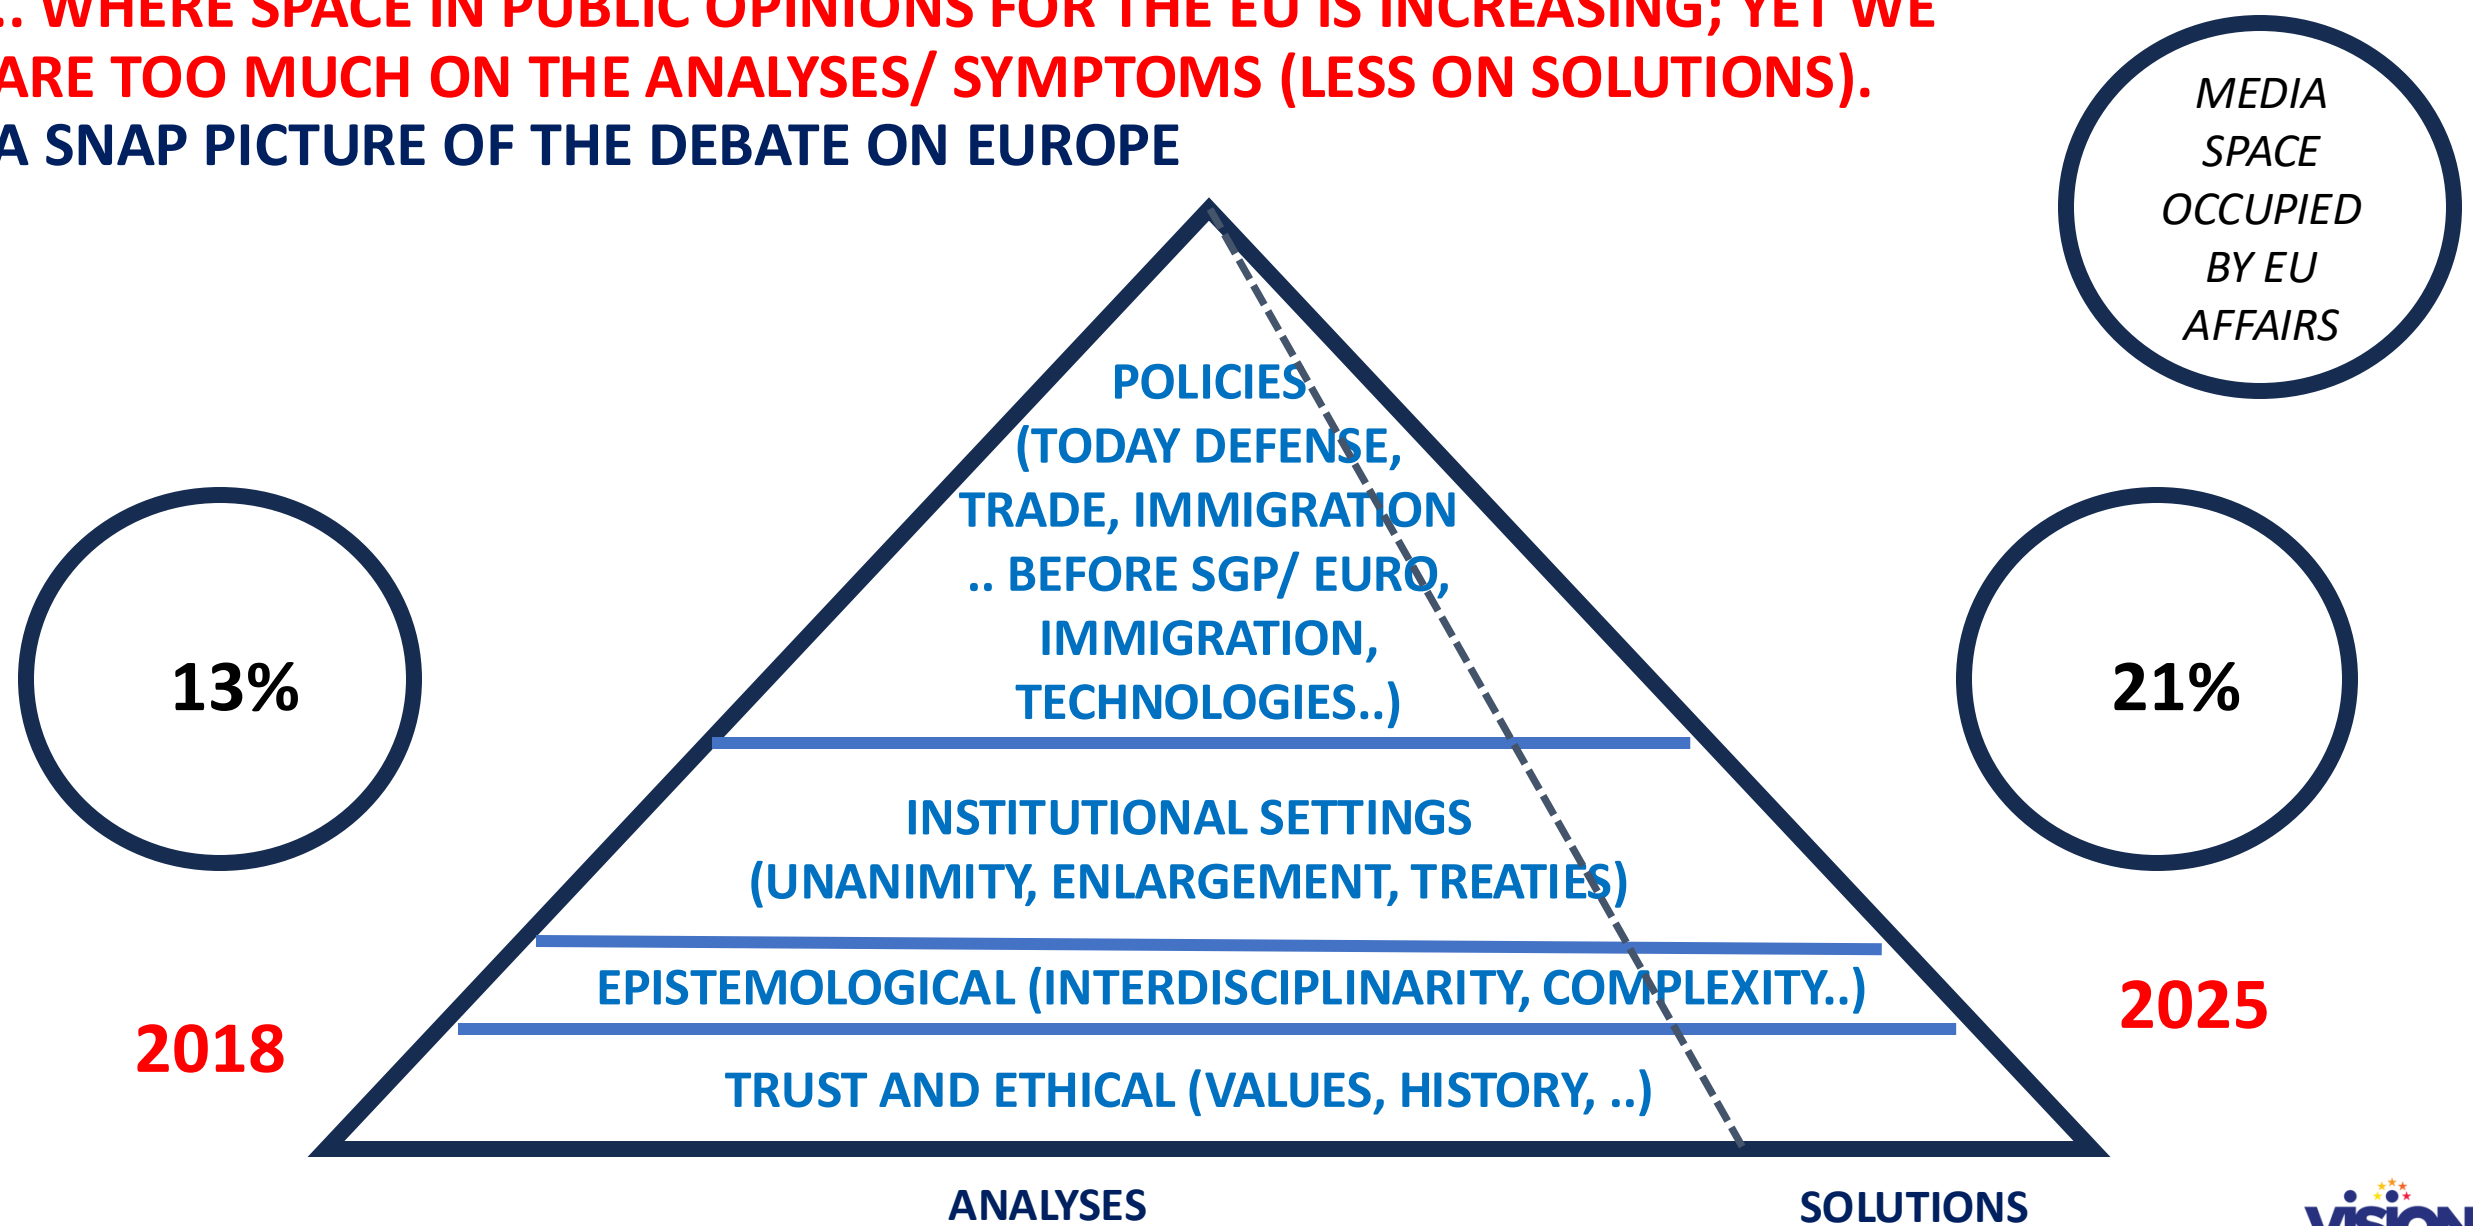 .. WHERE SPACE IN PUBLIC OPINIONS FOR THE EU IS INCREASING; YET WE
ARE TOO MUCH ON THE ANALYSES/ SYMPTOMS (LESS ON SOLUTIONS).
A SNAP PICTURE OF THE DEBATE ON EUROPE
MEDIA
SPACE
OCCUPIED
BY EU
AFFAIRS
POLICIES
(TODAY DEFENSE,
TRADE, IMMIGRATION
.. BEFORE SGP/ EURO,
IMMIGRATION,
TECHNOLOGIES..)
13%
21%
INSTITUTIONAL SETTINGS
(UNANIMITY, ENLARGEMENT, TREATIES)
EPISTEMOLOGICAL (INTERDISCIPLINARITY, COMPLEXITY..)
2018
2025
TRUST AND ETHICAL (VALUES, HISTORY, ..)
ANALYSES
SOLUTIONS
VISION